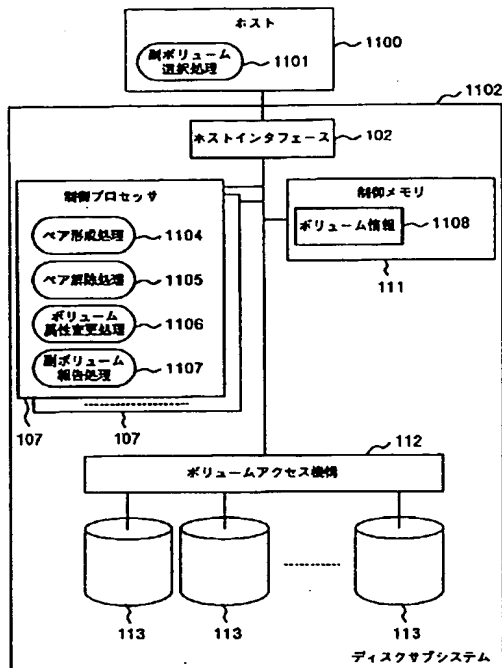 ホスト
副ボリューム
選択処理
1101
1100
1102
ホストインタフェース
102
制御プロセッサ
ペア形成処理
1104
ペア解除処理
1105
ボリューム
属性変更処理
1106
副ボリューム
報告処理
1107
107
107
制御メモリ
ボリューム情報
1108
111
112
ボリュームアクセス機構
113
113
113
ディスクサブシステム